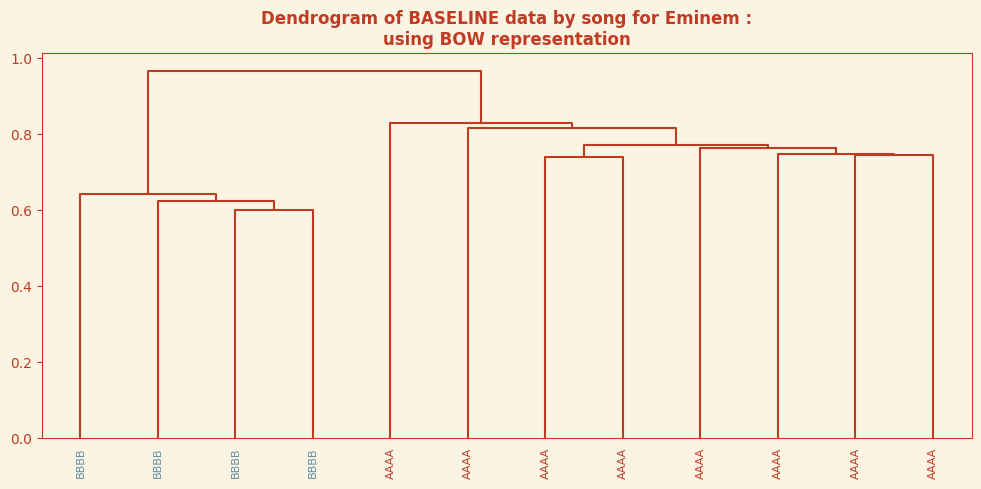 Dendrogram of BASELINE data by song for Eminem :
using BOW representation
1.0
0.8
0.6
0.4
0.2
0.0
BBBB
BBBB
BBBB
BBBB
AAAA
AAAA
AAAA
AAAA
AAAA
AAAA
AAAA
AAAA